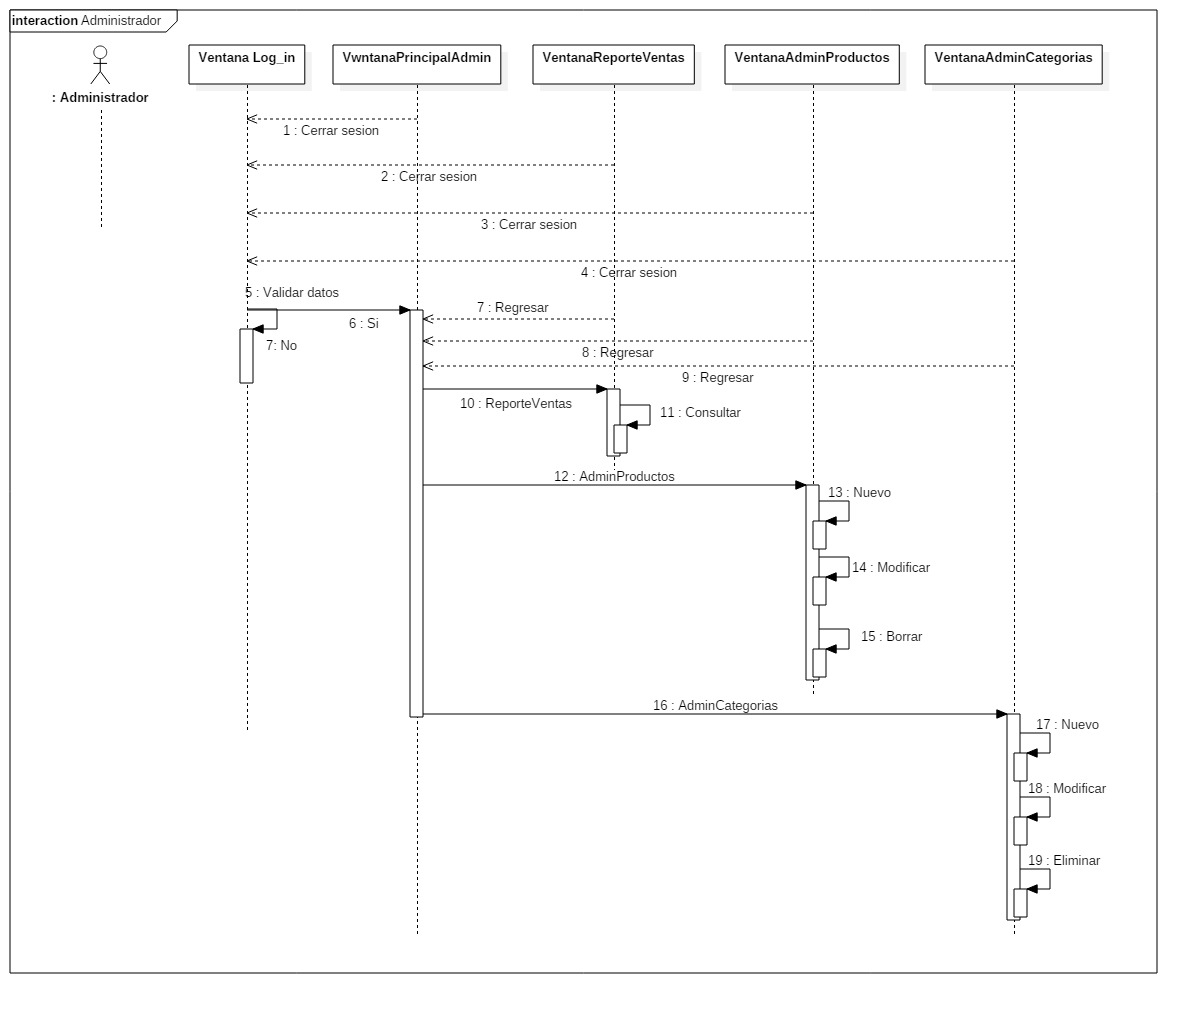 interaction Administrador
: Administrador
Ventana Log_in
VwntanaPrincipalAdmin
VentanaReporteVentas
VentanaAdminProductos
VentanaAdminCategorias
1 : Cerrar sesion
2 : Cerrar sesion
3 : Cerrar sesion
4 : Cerrar sesion
5 : Validar datos
6 : Si
7 : Regresar
7: No
8 : Regresar
9 : Regresar
10 : ReporteVentas
11 : Consultar
12 : AdminProductos
13 : Nuevo
14 : Modificar
15 : Borrar
16 : AdminCategorias
17 : Nuevo
18 : Modificar
19 : Eliminar